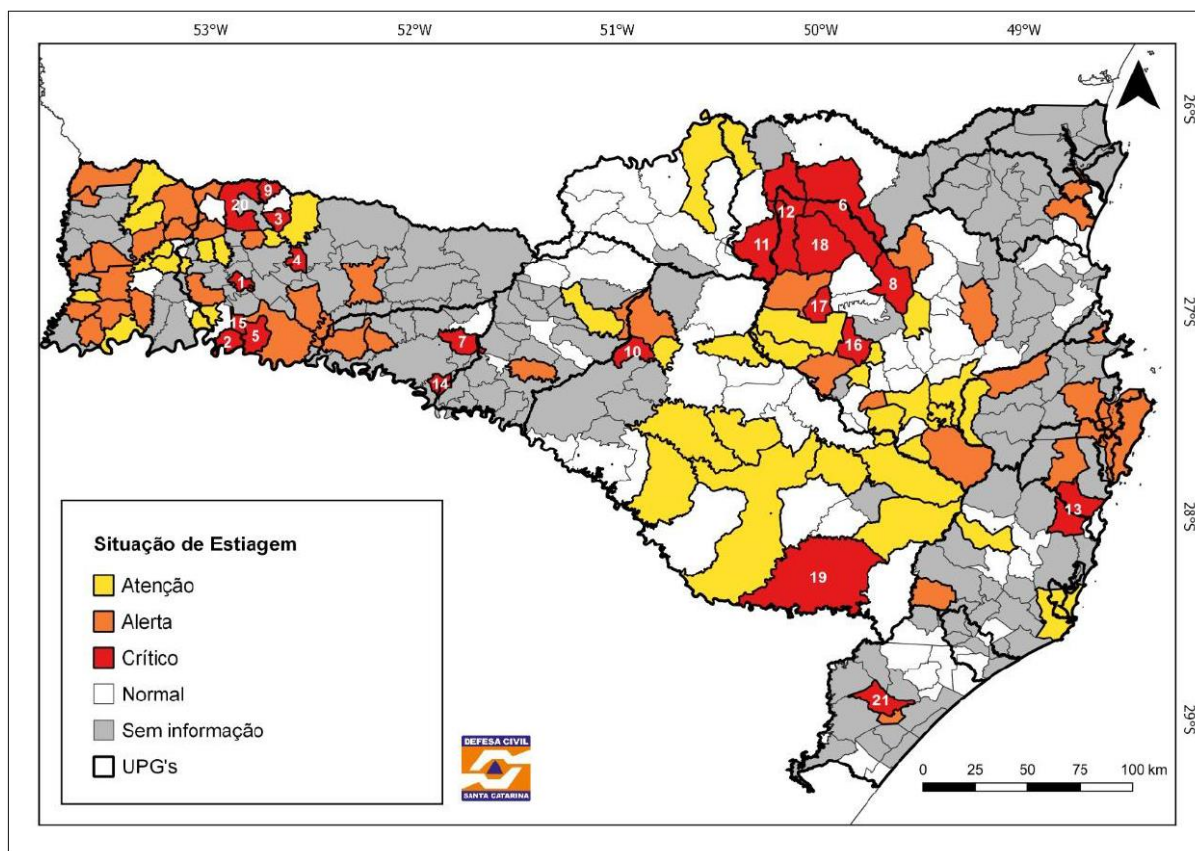 53°W 52°W 51°W 50°W 49°W
26°S
27°S
28°S
29°S
9
20
3
6
12
11
18
4
1
8
17
15
2
5
7
16
10
14
13
19
21
Situação de Estiagem
Atenção
Alerta
Crítico
Normal
Sem informação
UPG's
DEFESA CIVIL
SANTA CATARINA
0 25 50 75 100 km